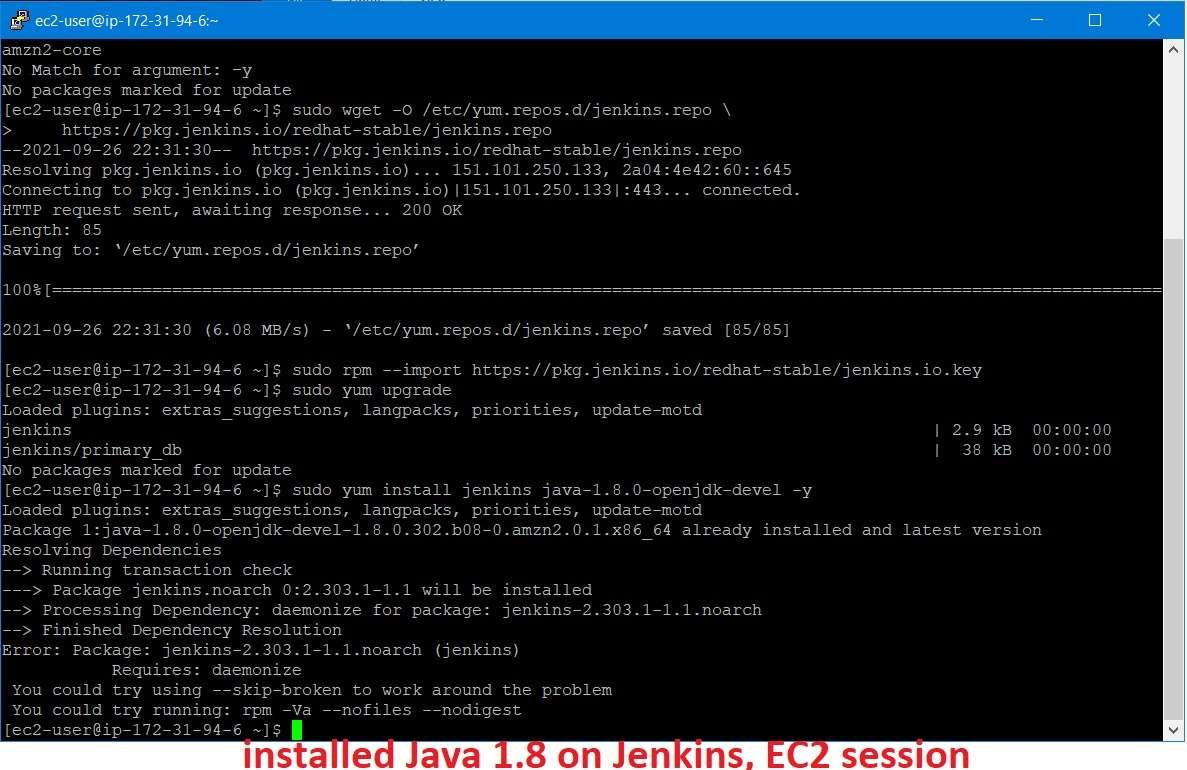 ec2-user@ip-172-31-94-6:~
amzn2-core
No Match for argument: -y
No packages marked for update
[ec2-user@ip-172-31-94-6 ~]$ sudo wget -O /etc/yum.repos.d/jenkins.repo \
>     https://pkg.jenkins.io/redhat-stable/jenkins.repo
--2021-09-26 22:31:30--  https://pkg.jenkins.io/redhat-stable/jenkins.repo
Resolving pkg.jenkins.io (pkg.jenkins.io)... 151.101.250.133, 2a04:4e42:60::645
Connecting to pkg.jenkins.io (pkg.jenkins.io)|151.101.250.133|:443... connected.
HTTP request sent, awaiting response... 200 OK
Length: 85
Saving to: ‘/etc/yum.repos.d/jenkins.repo’
100%[===============================================================================================================
2021-09-26 22:31:30 (6.08 MB/s) - ‘/etc/yum.repos.d/jenkins.repo’ saved [85/85]
[ec2-user@ip-172-31-94-6 ~]$ sudo rpm --import https://pkg.jenkins.io/redhat-stable/jenkins.io.key
[ec2-user@ip-172-31-94-6 ~]$ sudo yum upgrade
Loaded plugins: extras_suggestions, langpacks, priorities, update-motd
jenkins | 2.9 kB  00:00:00
jenkins/primary_db |  38 kB  00:00:00
No packages marked for update
[ec2-user@ip-172-31-94-6 ~]$ sudo yum install jenkins java-1.8.0-openjdk-devel -y
Loaded plugins: extras_suggestions, langpacks, priorities, update-motd
Package 1:java-1.8.0-openjdk-devel-1.8.0.302.b08-0.amzn2.0.1.x86_64 already installed and latest version
Resolving Dependencies
--> Running transaction check
---> Package jenkins.noarch 0:2.303.1-1.1 will be installed
--> Processing Dependency: daemonize for package: jenkins-2.303.1-1.1.noarch
--> Finished Dependency Resolution
Error: Package: jenkins-2.303.1-1.1.noarch (jenkins)
           Requires: daemonize
 You could try using --skip-broken to work around the problem
 You could try running: rpm -Va --nofiles --nodigest
[ec2-user@ip-172-31-94-6 ~]$
installed Java 1.8 on Jenkins, EC2 session